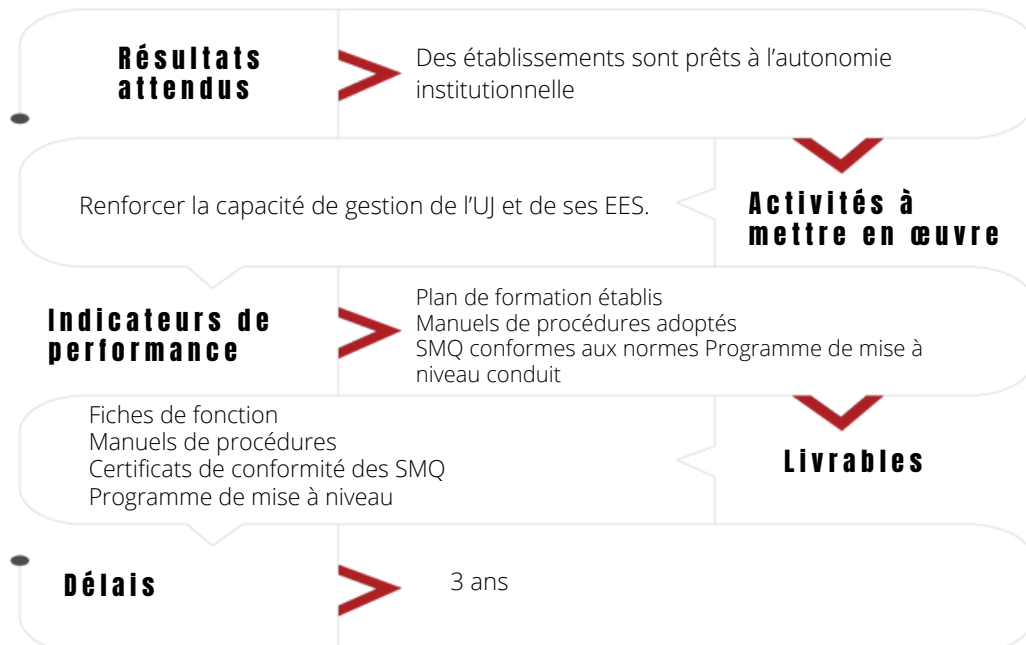 Résultats
attendus
Des établissements sont prêts à l’autonomie
institutionnelle
Renforcer la capacité de gestion de l’UJ et de ses EES.
Activités à
mettre en œuvre
Indicateurs de
performance
Plan de formation établis
Manuels de procédures adoptés
SMQ conformes aux normes Programme de mise à
niveau conduit
Fiches de fonction
Manuels de procédures
Certificats de conformité des SMQ
Programme de mise à niveau
Livrables
Délais
3 ans